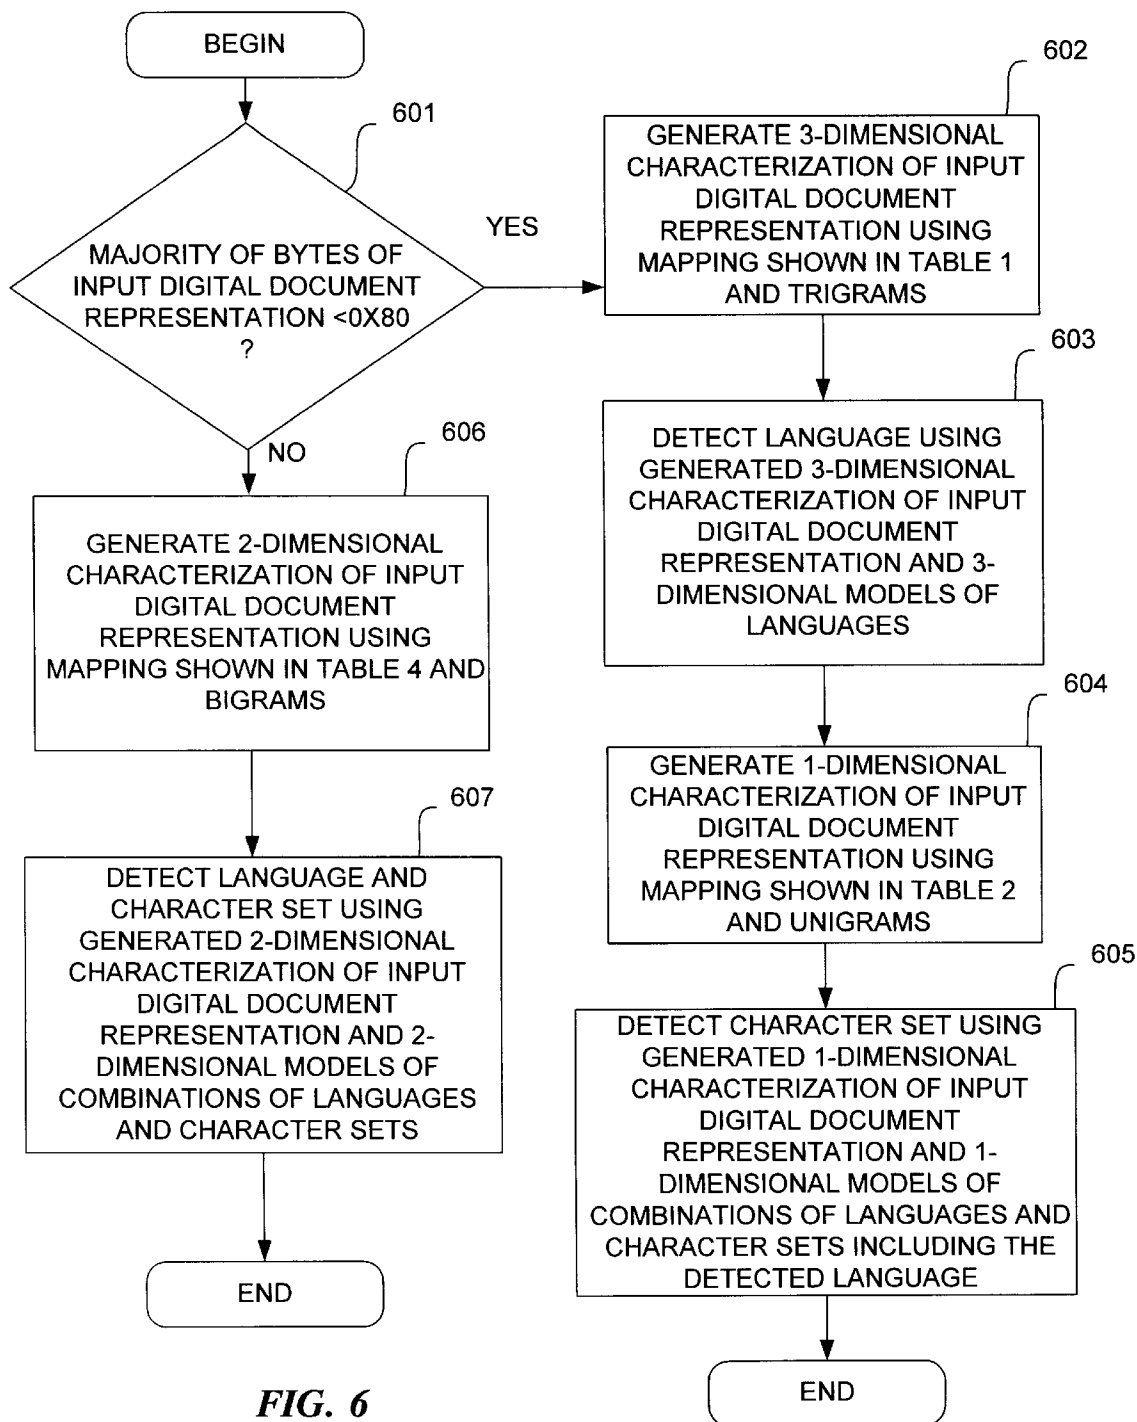 BEGIN
601
MAJORITY OF BYTES OF
INPUT DIGITAL DOCUMENT
REPRESENTATION <0X80
?
YES
NO
602
GENERATE 3-DIMENSIONAL
CHARACTERIZATION OF INPUT
DIGITAL DOCUMENT
REPRESENTATION USING
MAPPING SHOWN IN TABLE 1
AND TRIGRAMS
603
DETECT LANGUAGE USING
GENERATED 3-DIMENSIONAL
CHARACTERIZATION OF INPUT
DIGITAL DOCUMENT
REPRESENTATION AND 3-
DIMENSIONAL MODELS OF
LANGUAGES
604
GENERATE 1-DIMENSIONAL
CHARACTERIZATION OF INPUT
DIGITAL DOCUMENT
REPRESENTATION USING
MAPPING SHOWN IN TABLE 2
AND UNIGRAMS
605
DETECT CHARACTER SET USING
GENERATED 1-DIMENSIONAL
CHARACTERIZATION OF INPUT
DIGITAL DOCUMENT
REPRESENTATION AND 1-
DIMENSIONAL MODELS OF
COMBINATIONS OF LANGUAGES AND
CHARACTER SETS INCLUDING THE
DETECTED LANGUAGE
END
606
GENERATE 2-DIMENSIONAL
CHARACTERIZATION OF INPUT
DIGITAL DOCUMENT
REPRESENTATION USING
MAPPING SHOWN IN TABLE 4 AND
BIGRAMS
607
DETECT LANGUAGE AND
CHARACTER SET USING
GENERATED 2-DIMENSIONAL
CHARACTERIZATION OF INPUT
DIGITAL DOCUMENT
REPRESENTATION AND 2-
DIMENSIONAL MODELS OF
COMBINATIONS OF LANGUAGES
AND CHARACTER SETS
END
FIG. 6